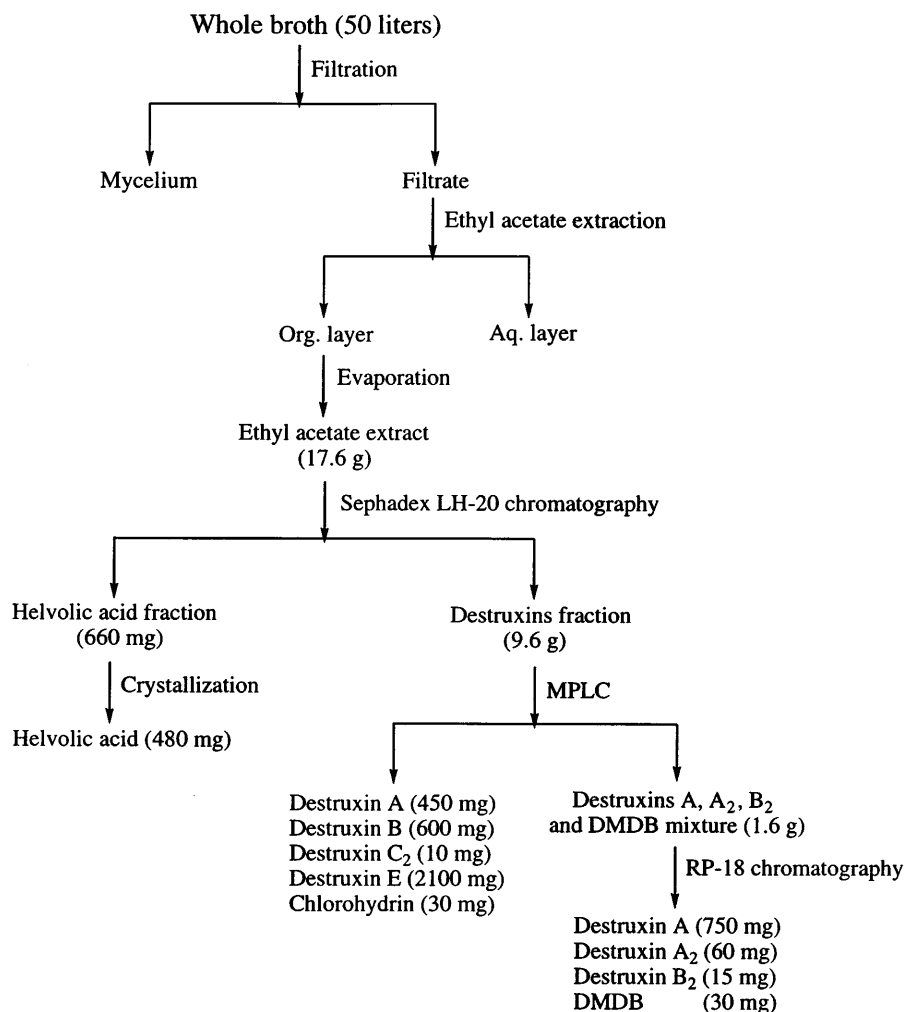 Whole broth (50 liters)
Filtration
Mycelium
Filtrate
Ethyl acetate extraction
Org. layer
Aq. layer
Evaporation
Ethyl acetate extract
(17.6 g)
Sephadex LH-20 chromatography
Helvolic acid fraction
(660 mg)
Crystallization
Helvolic acid (480 mg)
Destruxins fraction
(9.6 g)
MPLC
Destruxin A (450 mg)
Destruxin B (600 mg)
Destruxin C₂ (10 mg)
Destruxin E (2100 mg)
Chlorohydrin (30 mg)
Destruxins A, A₂, B₂
and DMDB mixture (1.6 g)
RP-18 chromatography
Destruxin A (750 mg)
Destruxin A₂ (60 mg)
Destruxin B₂ (15 mg)
DMDB (30 mg)